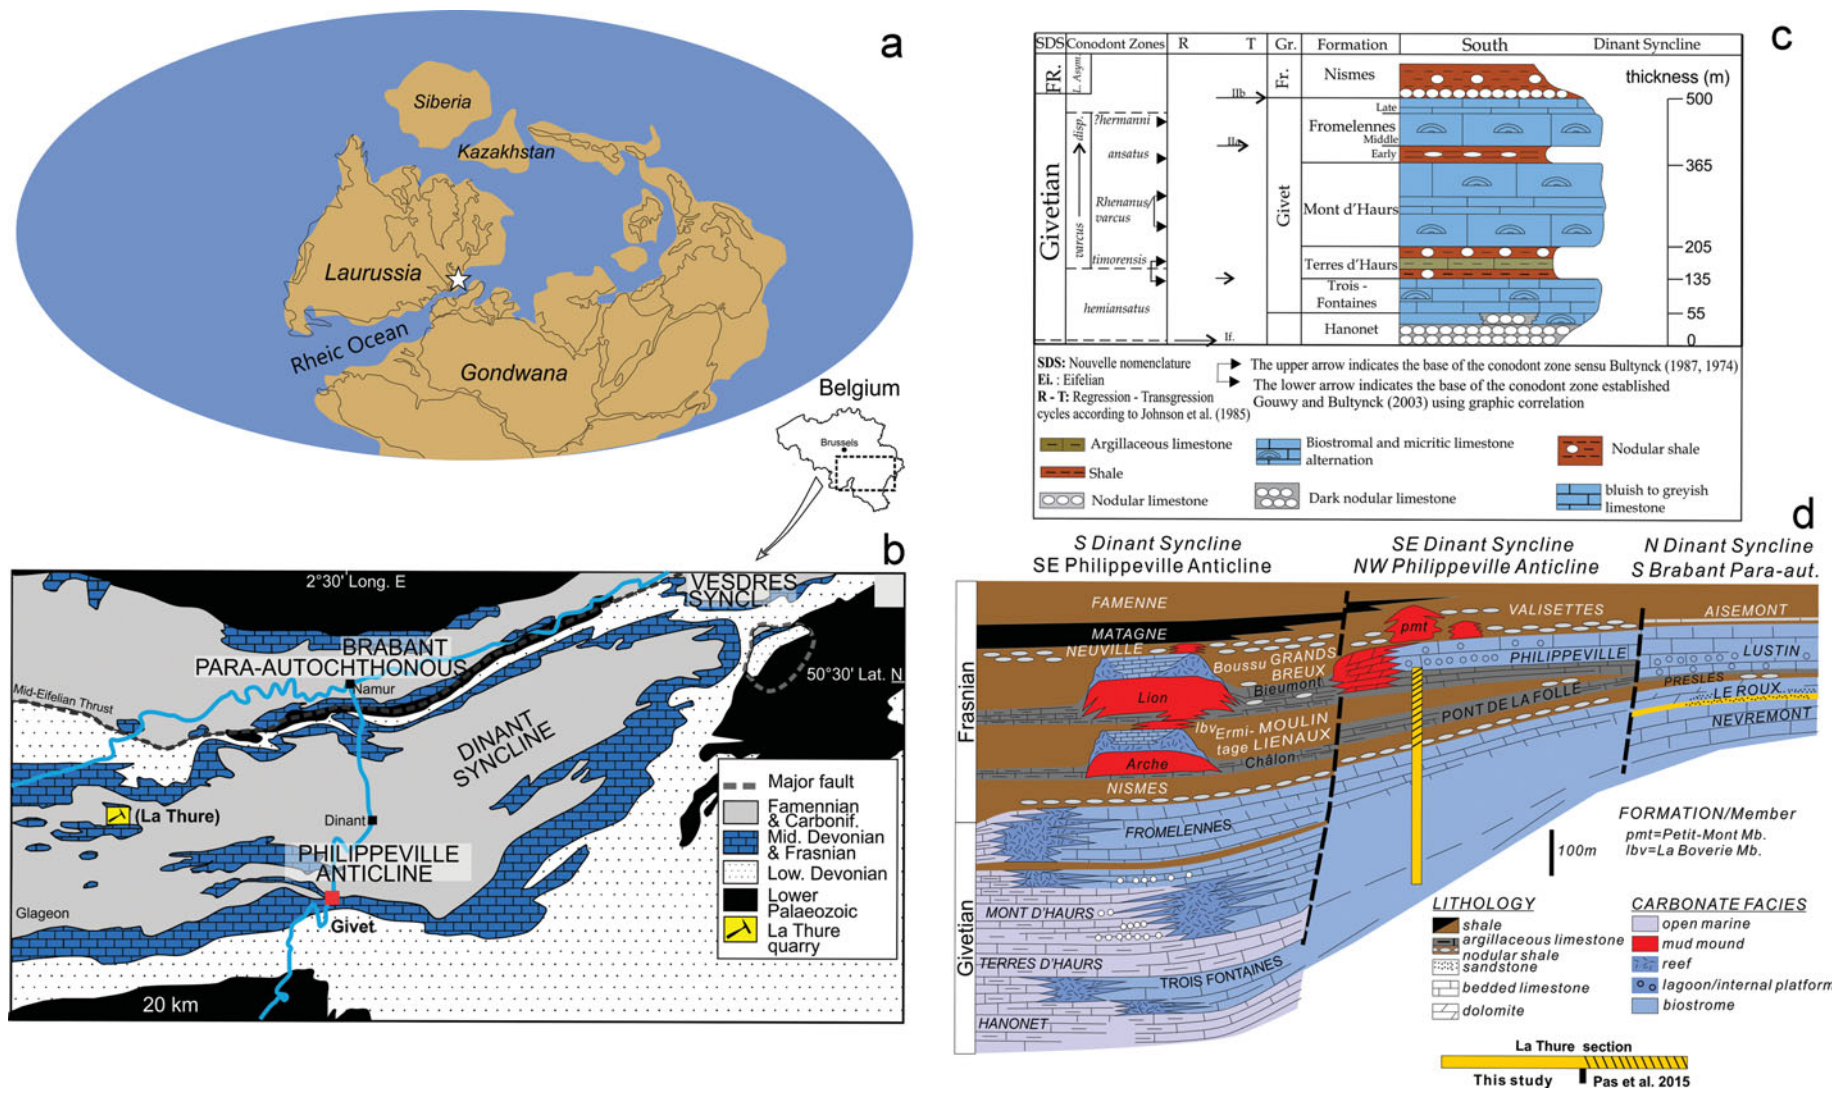 a
Siberia
Kazakhstan
Laurussia
Rheic Ocean
Gondwana
Belgium
Brussels
b
2°30' Long. E
VESDRES
SYNCL.
BRABANT
PARA-AUTOCHTHONOUS
Namur
50°30' Lat. N
Mid-Eifelian Thrust
DINANT
SYNCLINE
(La Thure)
Dinant
PHILIPPEVILLE
ANTICLINE
Glageon
Givet
20 km
Major fault
Famennian
& Carbonif.
Mid. Devonian
& Frasnian
Low. Devonian
Lower
Palaeozoic
La Thure
quarry
c
SDS Conodont Zones R T Gr. Formation South Dinant Syncline
FR.
L. Asym.
Fr.
Nismes
thickness (m)
IIb
500
Late
?hermanni
disp.
Fromelennes
Middle
IIa
Early
ansatus
365
Givetian
Rhenanus/
varcus
Givet
Mont d'Haurs
varcus
205
timorensis
Terres d'Haurs
135
Trois -
Fontaines
hemiansatus
55
Hanonet
If.
0
SDS: Nouvelle nomenclature
Ei. : Eifelian
R - T: Regression - Transgression
cycles according to Johnson et al. (1985)
The upper arrow indicates the base of the conodont zone sensu Bultynck (1987, 1974)
The lower arrow indicates the base of the conodont zone established
Gouwy and Bultynck (2003) using graphic correlation
Argillaceous limestone
Biostromal and micritic limestone
alternation
Nodular shale
Shale
Nodular limestone
Dark nodular limestone
bluish to greyish
limestone
d
S Dinant Syncline
SE Philippeville Anticline
SE Dinant Syncline
NW Philippeville Anticline
N Dinant Syncline
S Brabant Para-aut.
Frasnian
Givetian
FAMENNE
VALISETTES
AISEMONT
pmt
MATAGNE
NEUVILLE
Boussu GRANDS
BREUX
PHILIPPEVILLE
LUSTIN
Bieumont
Lion
PRESLES
LE ROUX
PONT DE LA FOLLE
NEVREMONT
lbv Ermi- MOULIN
tage LIENAUX
Arche
Châlon
NISMES
FROMELENNES
MONT D'HAURS
TERRES D'HAURS
TROIS FONTAINES
HANONET
100m
FORMATION/Member
pmt=Petit-Mont Mb.
lbv=La Boverie Mb.
LITHOLOGY
shale
argillaceous limestone
nodular shale
sandstone
bedded limestone
dolomite
CARBONATE FACIES
open marine
mud mound
reef
lagoon/internal platform
biostrome
La Thure section
This study
Pas et al. 2015